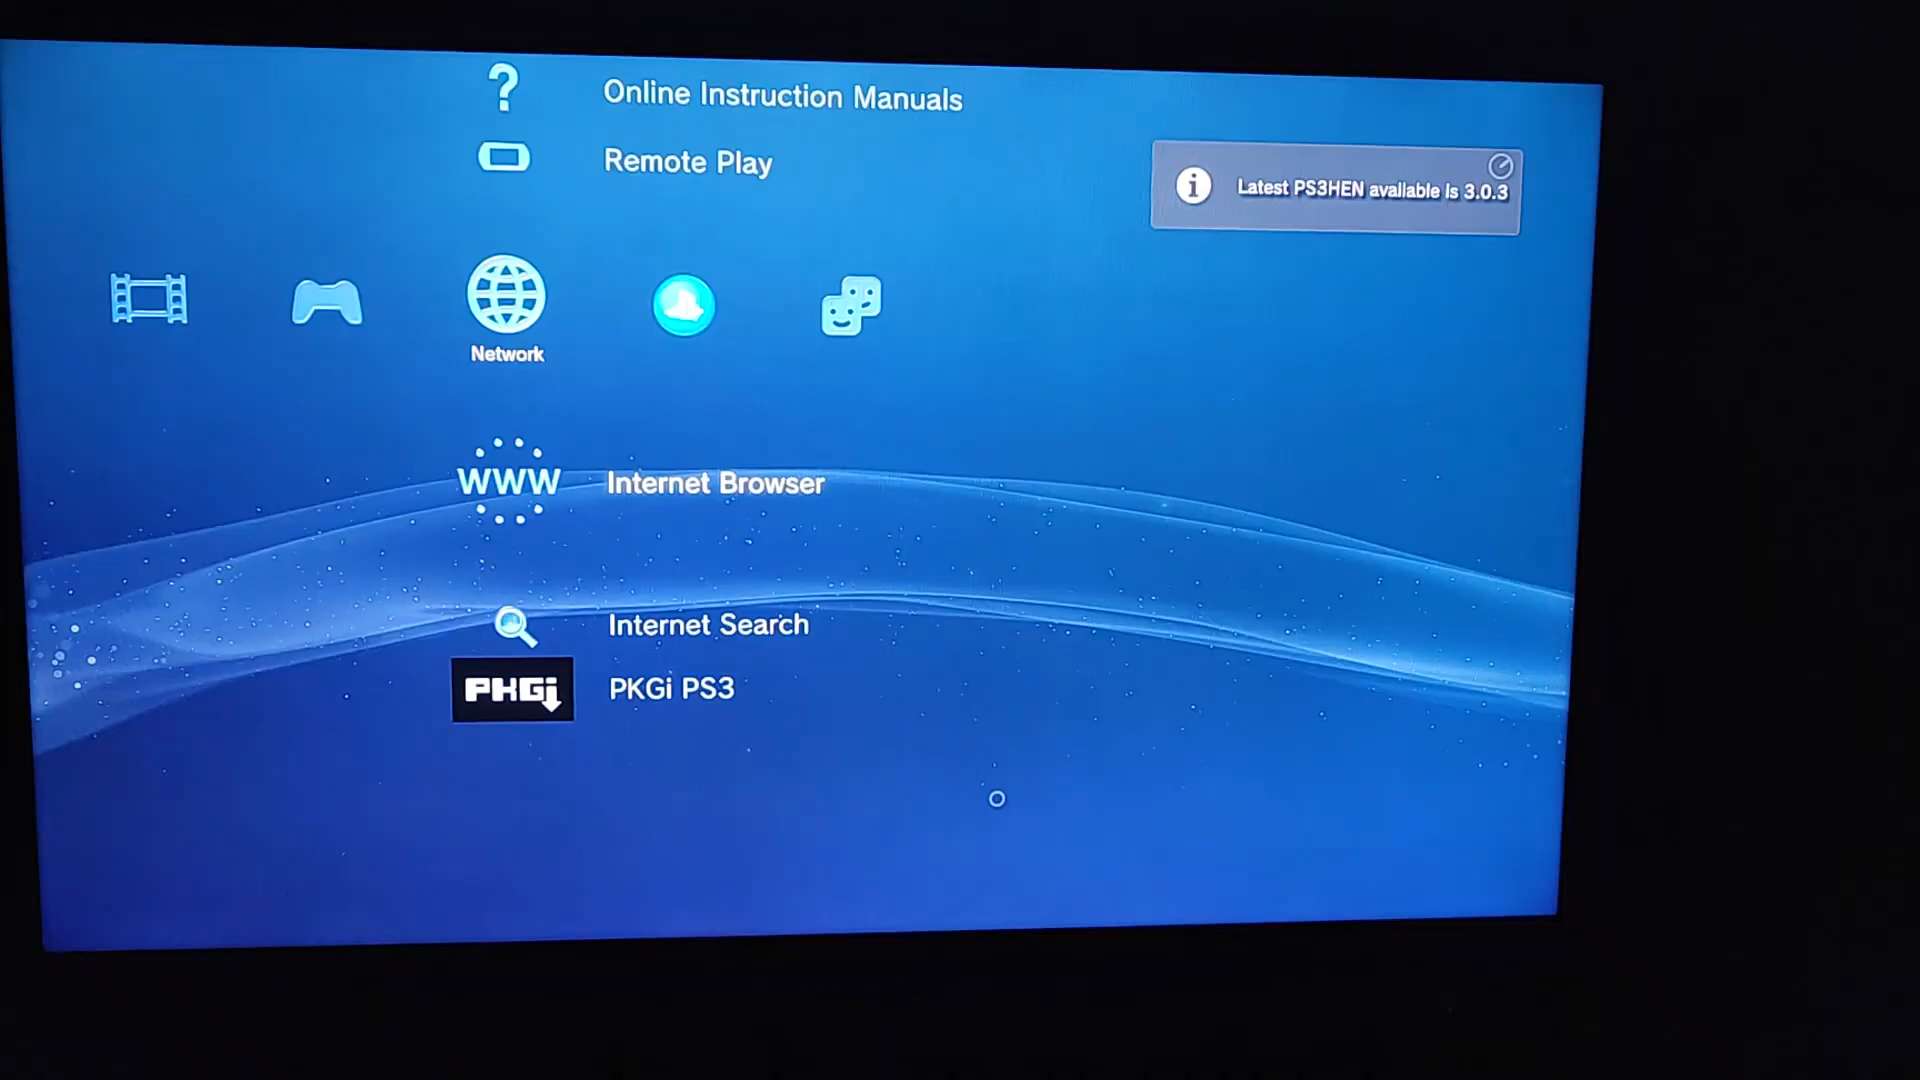 Online Instruction Manuals
Remote Play
Latest PS3HEN available is 3.0.3
Network
WWW
Internet Browser
Internet Search
PKGi
PKGi PS3